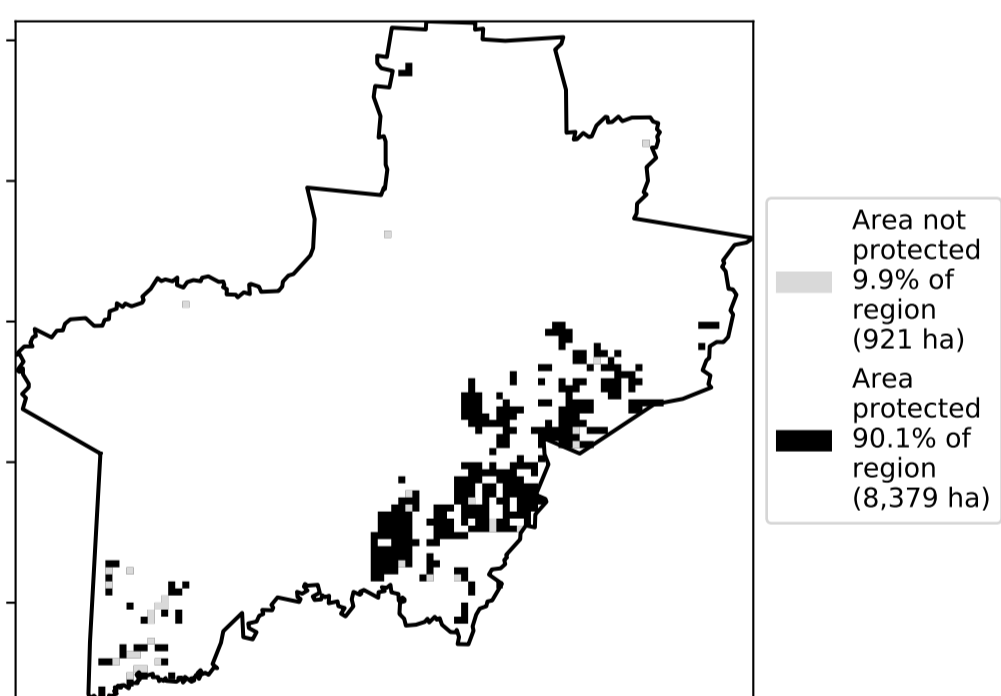 Area not
protected
9.9% of
region
(921 ha)
Area
protected
90.1% of
region
(8,379 ha)